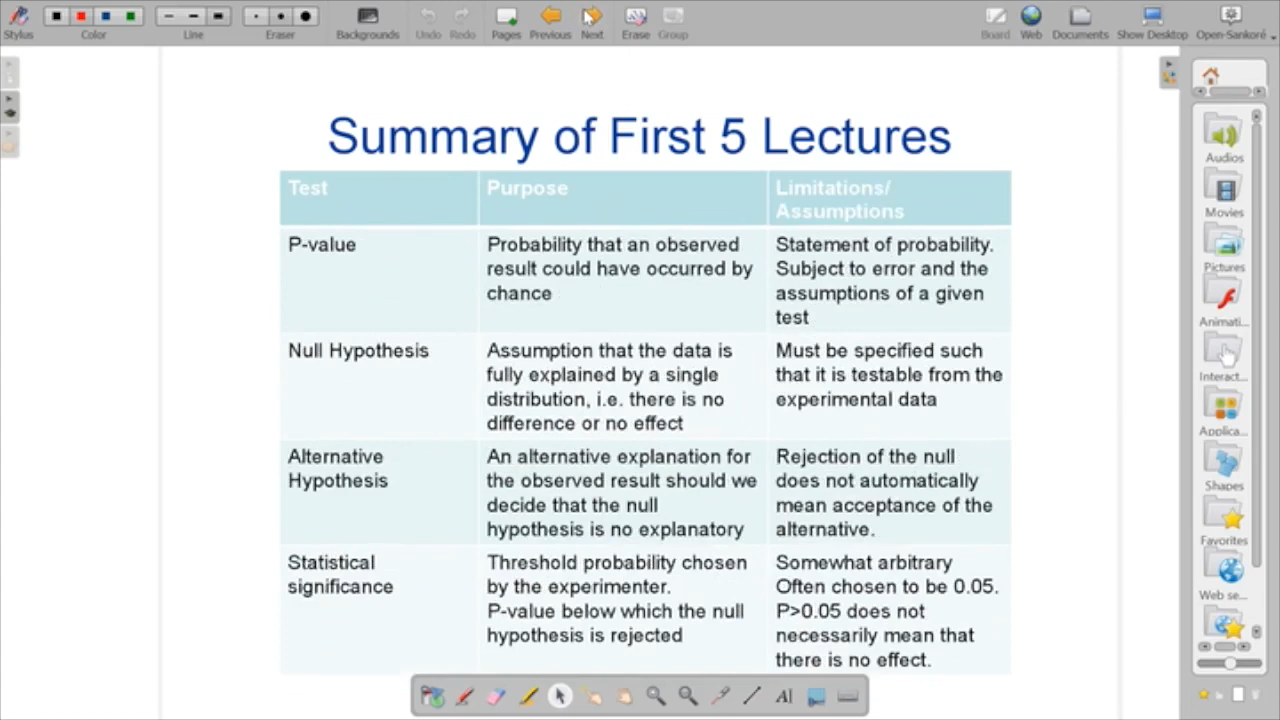 Stylus
Color
Line
Eraser
Backgrounds
Undo
Redo
Pages
Previous
Next
Erase
Group
Board
Web
Documents
Show Desktop
Open-Sankoré
Summary of First 5 Lectures
Test
Purpose
Limitations/
Assumptions
P-value
Probability that an observed
result could have occurred by
chance
Statement of probability.
Subject to error and the
assumptions of a given
test
Null Hypothesis
Assumption that the data is
fully explained by a single
distribution, i.e. there is no
difference or no effect
Must be specified such
that it is testable from the
experimental data
Alternative
Hypothesis
An alternative explanation for
the observed result should we
decide that the null
hypothesis is no explanatory
Rejection of the null
does not automatically
mean acceptance of the
alternative.
Statistical
significance
Threshold probability chosen
by the experimenter.
P-value below which the null
hypothesis is rejected
Somewhat arbitrary
Often chosen to be 0.05.
P>0.05 does not
necessarily mean that
there is no effect.
Audios
Movies
Pictures
Animati...
Interact...
Applica...
Shapes
Favorites
Web se...
AI